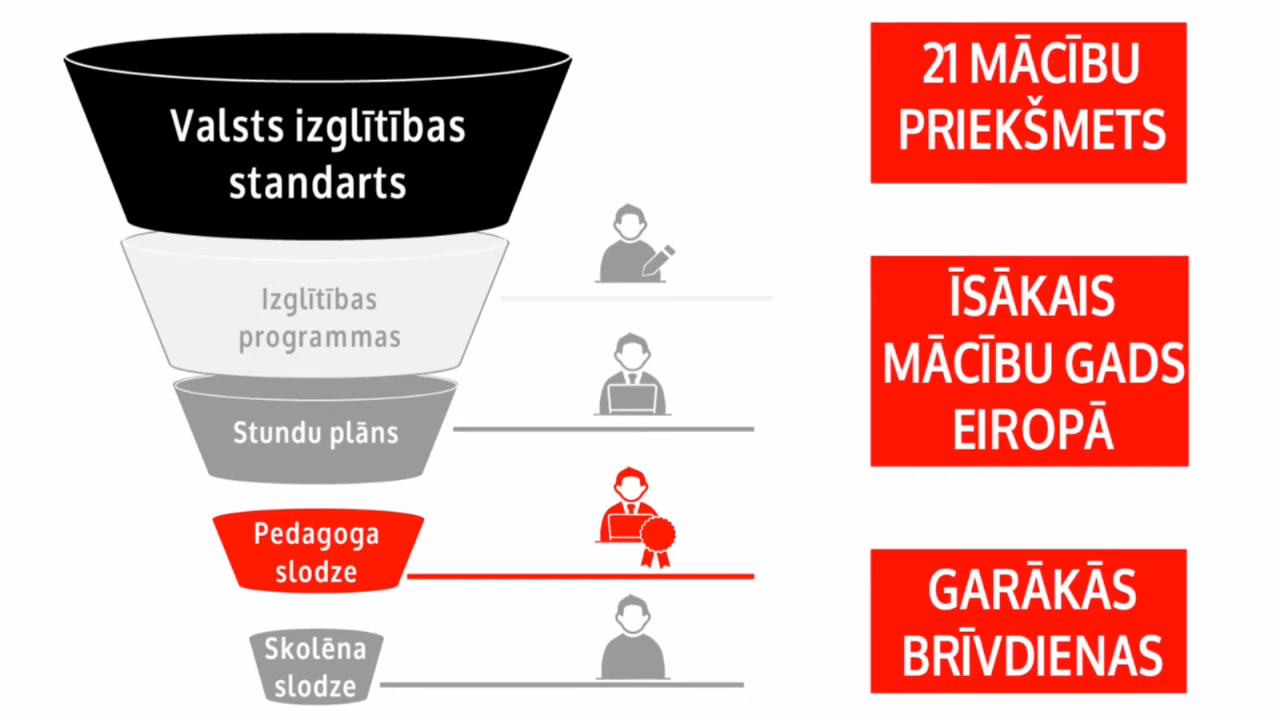 Valsts izglītības
standarts
Izglītības
programmas
Stundu plāns
Pedagoga
slodze
Skolēna
slodze
21 MĀCĪBU
PRIEKŠMETS
ĪSĀKAIS
MĀCĪBU GADS
EIROPĀ
GARĀKĀS
BRĪVDIENAS